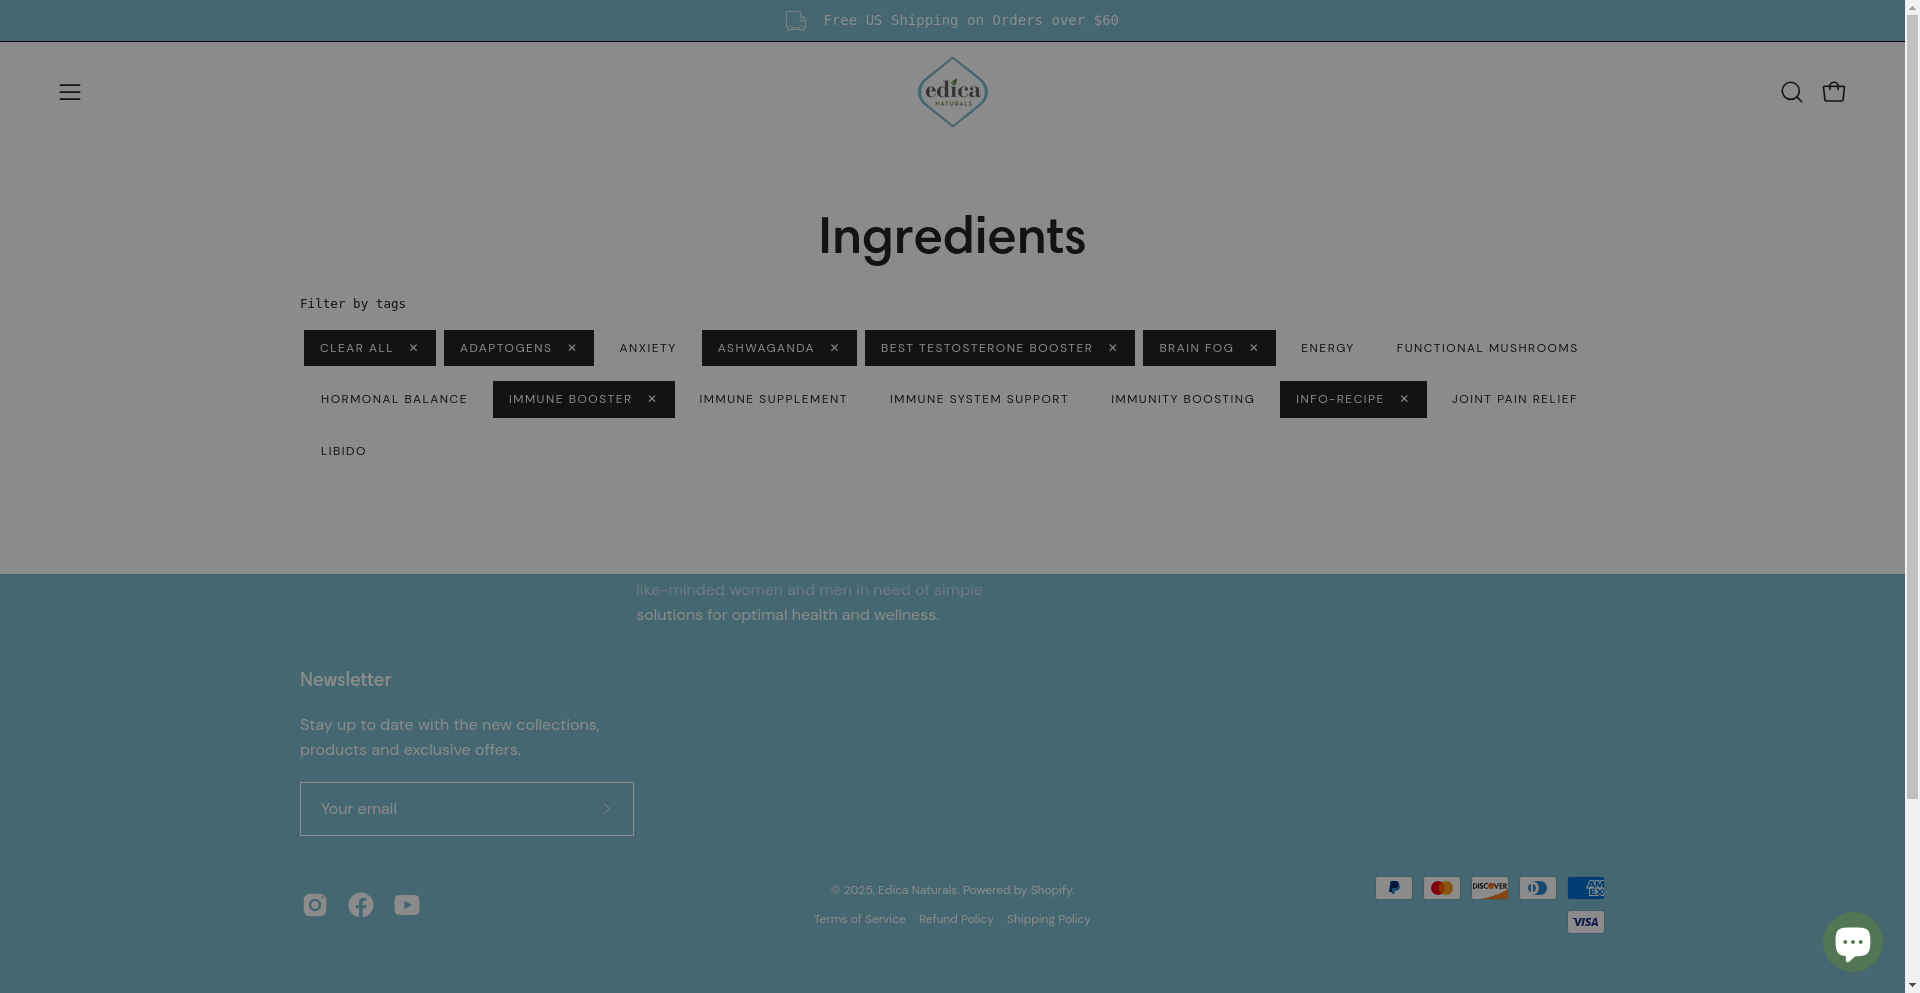 Free US Shipping on Orders over $60
edica
NATURALS
Ingredients
Filter by tags
CLEAR ALL ✕ ADAPTOGENS ✕ ANXIETY ASHWAGANDA ✕ BEST TESTOSTERONE BOOSTER ✕ BRAIN FOG ✕ ENERGY FUNCTIONAL MUSHROOMS
HORMONAL BALANCE IMMUNE BOOSTER ✕ IMMUNE SUPPLEMENT IMMUNE SYSTEM SUPPORT IMMUNITY BOOSTING INFO-RECIPE ✕ JOINT PAIN RELIEF
LIBIDO
like-minded women and men in need of simple
solutions for optimal health and wellness.
Newsletter
Stay up to date with the new collections,
products and exclusive offers.
Your email
© 2025, Edica Naturals. Powered by Shopify.
Terms of Service Refund Policy Shipping Policy
DISCOVER
AM
EX
VISA